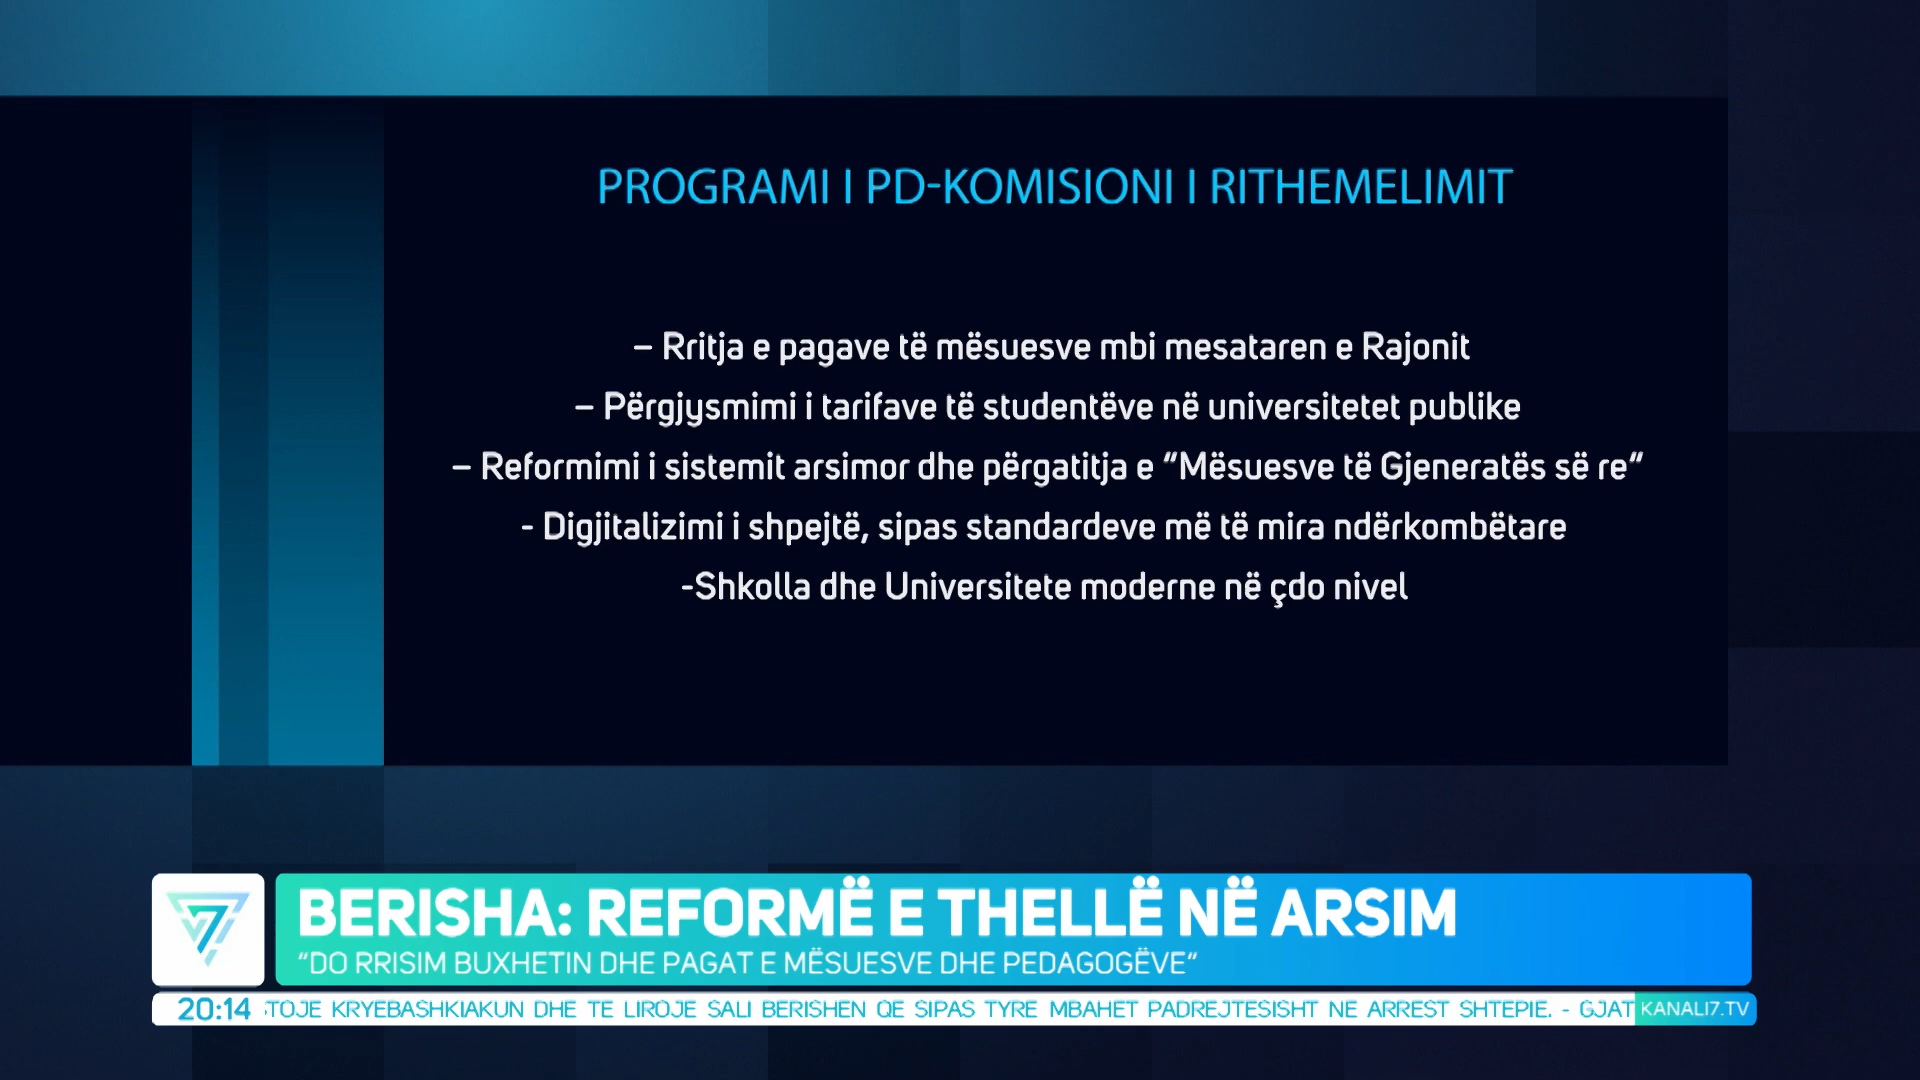 PROGRAMI I PD-KOMISIONI I RITHEMELIMIT
– Rritja e pagave të mësuesve mbi mesataren e Rajonit
– Përgjysmimi i tarifave të studentëve në universitetet publike
– Reformimi i sistemit arsimor dhe përgatitja e “Mësuesve të Gjeneratës së re“
- Digjitalizimi i shpejtë, sipas standardeve më të mira ndërkombëtare
-Shkolla dhe Universitete moderne në çdo nivel
BERISHA: REFORMË E THELLË NË ARSIM
“DO RRISIM BUXHETIN DHE PAGAT E MËSUESVE DHE PEDAGOGËVE“
20:14 TOJE KRYEBASHKIAKUN DHE TE LIROJE SALI BERISHEN QE SIPAS TYRE MBAHET PADREJTESISHT NE ARREST SHTEPIE. - GJAT KANALI7.TV